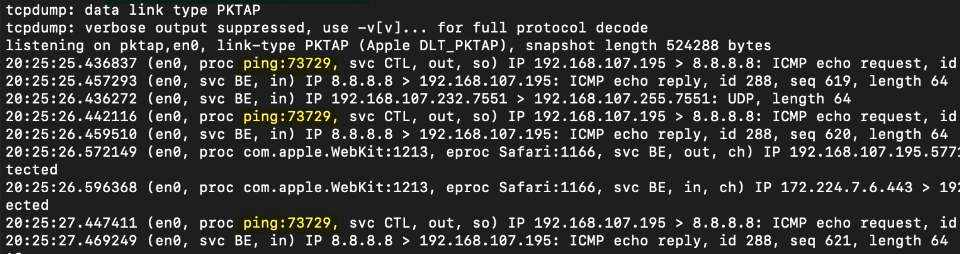 tcpdump: data link type PKTAP
tcpdump: verbose output suppressed, use -v[v]... for full protocol decode
listening on pktap,en0, link-type PKTAP (Apple DLT_PKTAP), snapshot length 524288 bytes
20:25:25.436837 (en0, proc ping:73729, svc CTL, out, so) IP 192.168.107.195 > 8.8.8.8: ICMP echo request, id
20:25:25.457293 (en0, svc BE, in) IP 8.8.8.8 > 192.168.107.195: ICMP echo reply, id 288, seq 619, length 64
20:25:26.436272 (en0, svc BE, in) IP 192.168.107.232.7551 > 192.168.107.255.7551: UDP, length 64
20:25:26.442116 (en0, proc ping:73729, svc CTL, out, so) IP 192.168.107.195 > 8.8.8.8: ICMP echo request, id
20:25:26.459510 (en0, svc BE, in) IP 8.8.8.8 > 192.168.107.195: ICMP echo reply, id 288, seq 620, length 64
20:25:26.572149 (en0, proc com.apple.WebKit:1213, eproc Safari:1166, svc BE, out, ch) IP 192.168.107.195.577
tected
20:25:26.596368 (en0, proc com.apple.WebKit:1213, eproc Safari:1166, svc BE, in, ch) IP 172.224.7.6.443 > 192
ected
20:25:27.447411 (en0, proc ping:73729, svc CTL, out, so) IP 192.168.107.195 > 8.8.8.8: ICMP echo request, id
20:25:27.469249 (en0, svc BE, in) IP 8.8.8.8 > 192.168.107.195: ICMP echo reply, id 288, seq 621, length 64